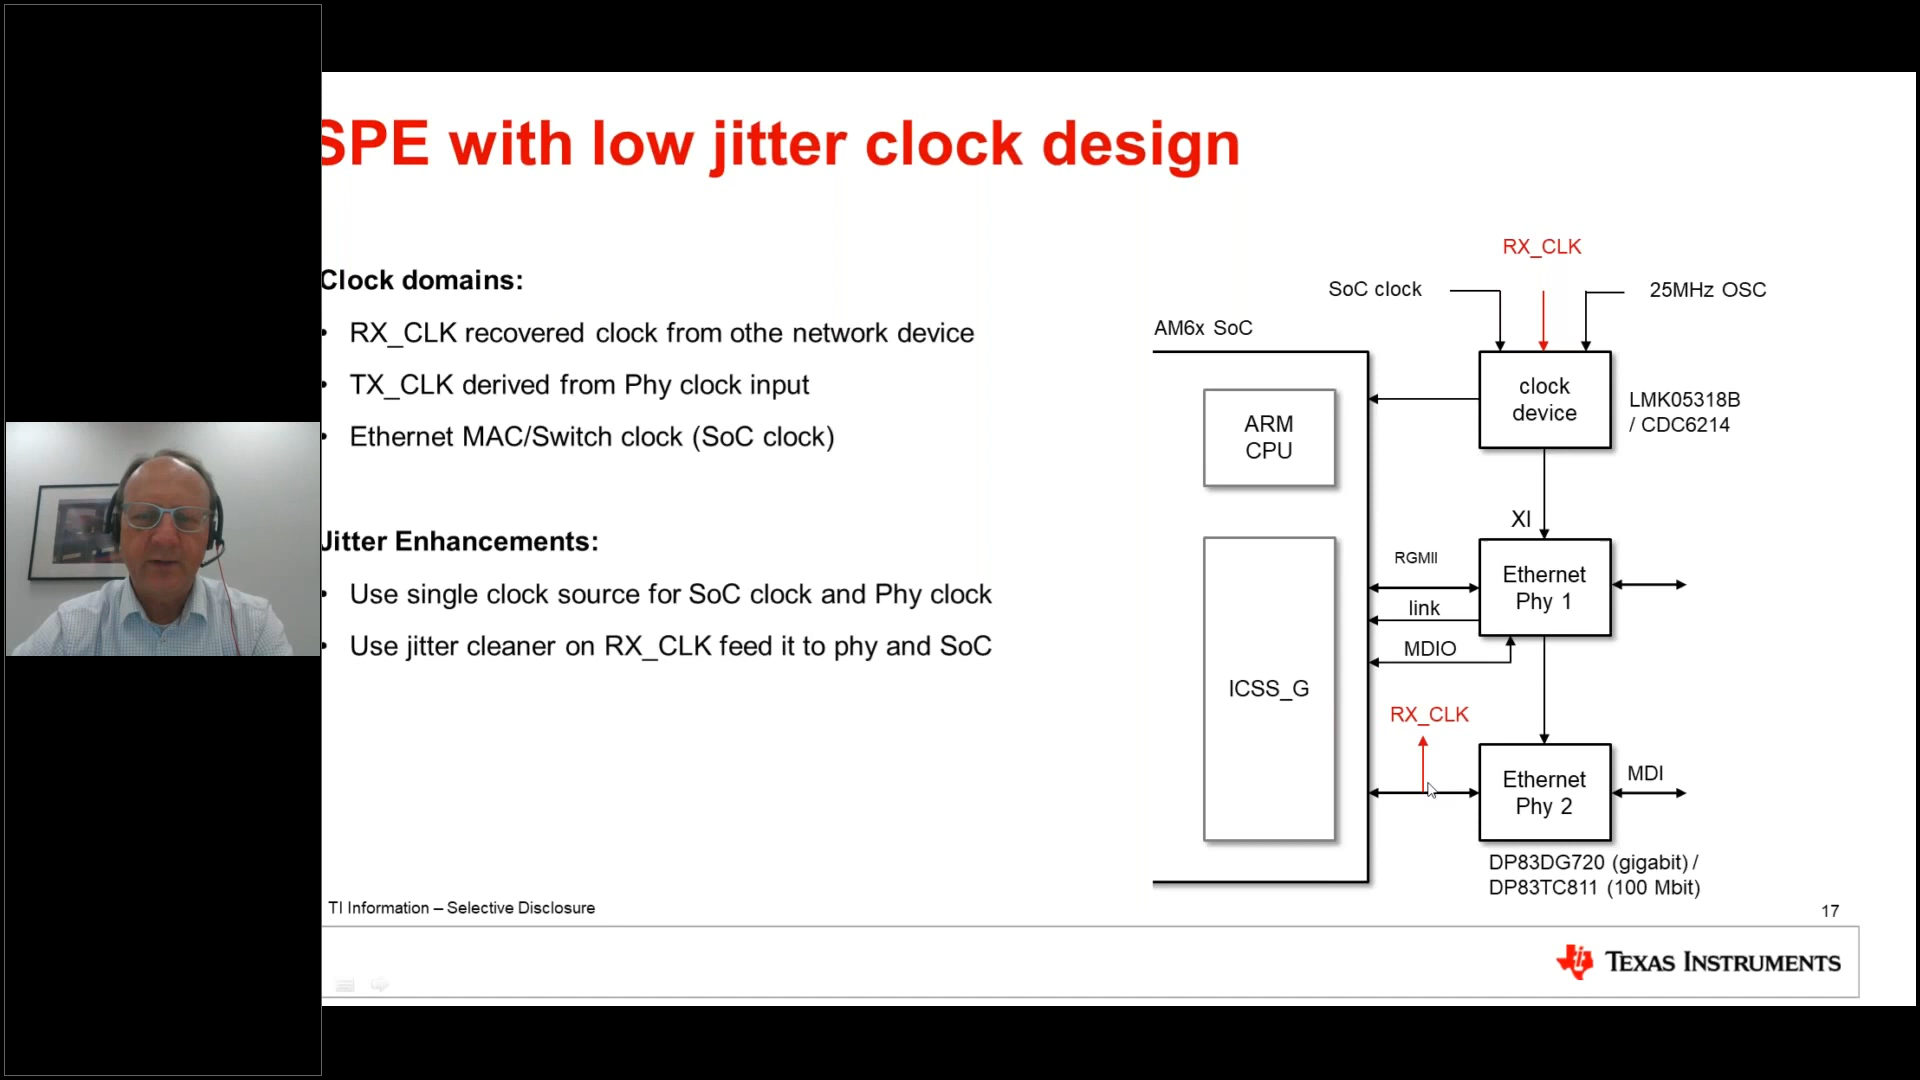 SPE with low jitter clock design
Clock domains:
• RX_CLK recovered clock from othe network device
• TX_CLK derived from Phy clock input
• Ethernet MAC/Switch clock (SoC clock)
Jitter Enhancements:
• Use single clock source for SoC clock and Phy clock
• Use jitter cleaner on RX_CLK feed it to phy and SoC
RX_CLK
SoC clock
25MHz OSC
AM6x SoC
clock
device
LMK05318B
/ CDC6214
ARM
CPU
XI
RGMII
Ethernet
Phy 1
link
MDIO
ICSS_G
RX_CLK
Ethernet
Phy 2
MDI
DP83DG720 (gigabit) /
DP83TC811 (100 Mbit)
TI Information – Selective Disclosure
17
TEXAS INSTRUMENTS